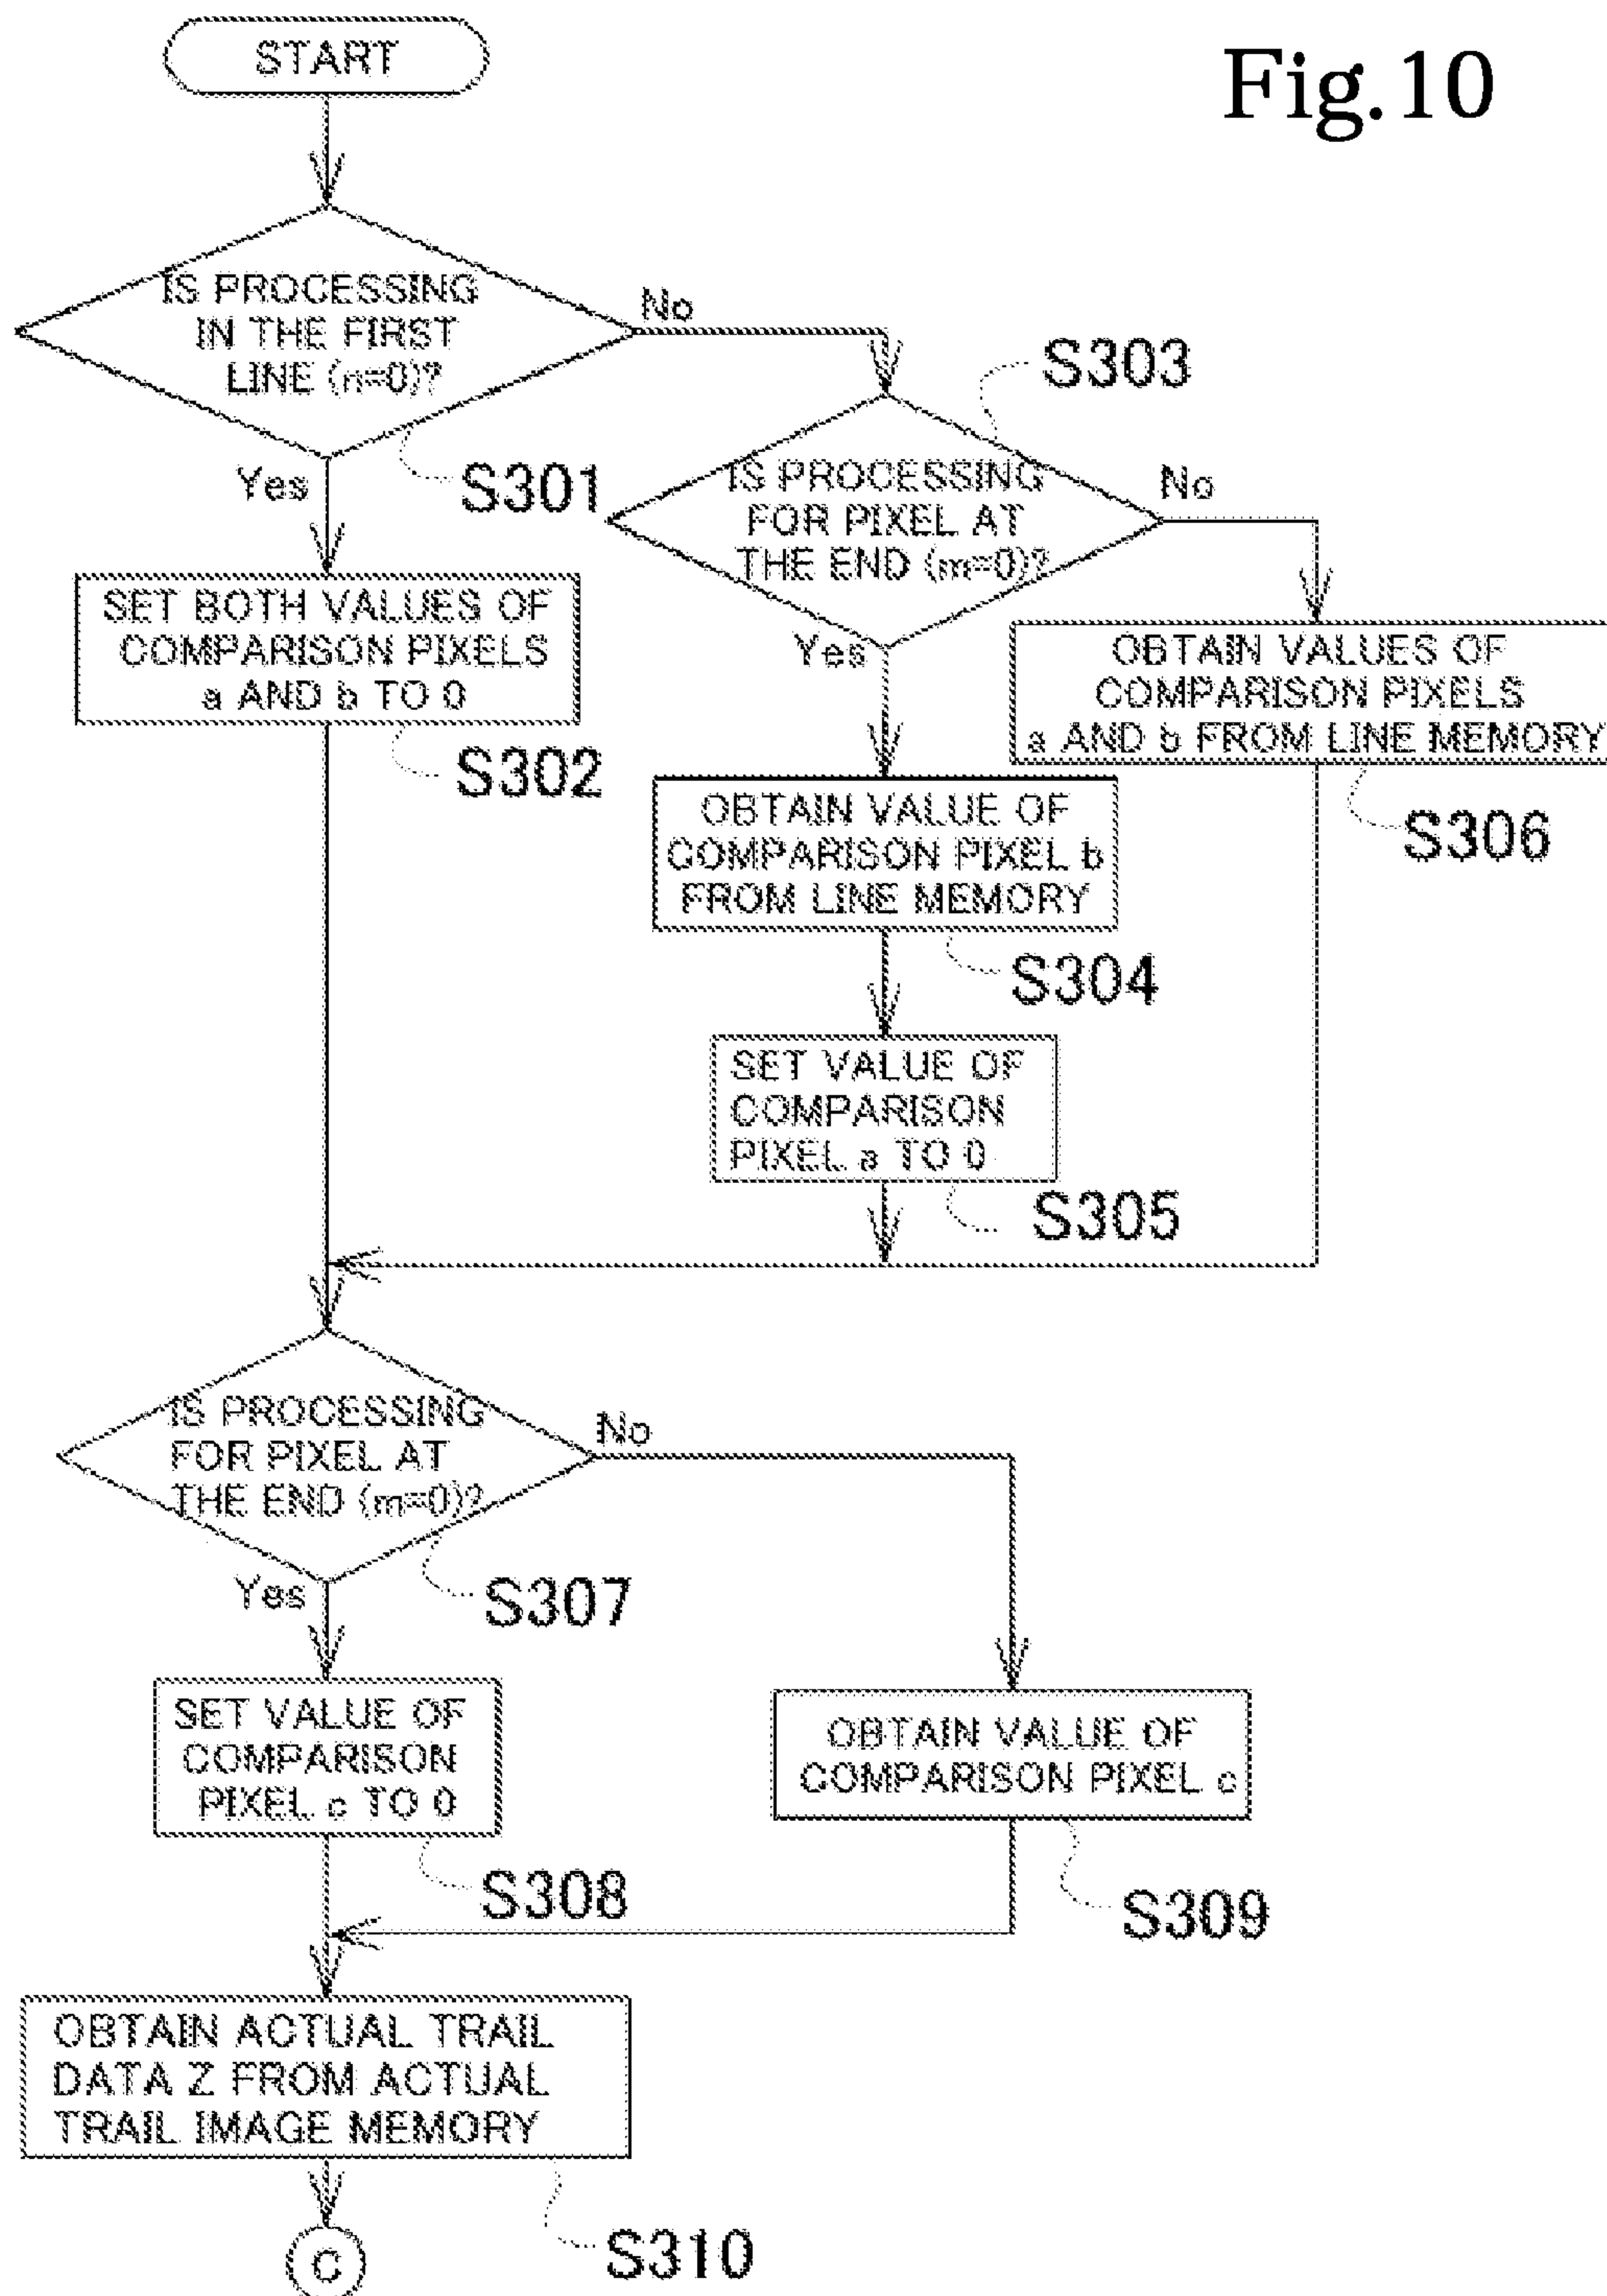 Fig.10
START
IS PROCESSING
IN THE FIRST
LINE (n=0)?
No
Yes
S301
S303
IS PROCESSING
FOR PIXEL AT
THE END (m=0)?
No
Yes
SET BOTH VALUES OF
COMPARISON PIXELS
a AND b TO 0
S302
OBTAIN VALUES OF
COMPARISON PIXELS
a AND b FROM LINE MEMORY
S306
OBTAIN VALUE OF
COMPARISON PIXEL b
FROM LINE MEMORY
S304
SET VALUE OF
COMPARISON
PIXEL a TO 0
S305
IS PROCESSING
FOR PIXEL AT
THE END (m=0)?
No
Yes
S307
SET VALUE OF
COMPARISON
PIXEL c TO 0
S308
OBTAIN VALUE OF
COMPARISON PIXEL c
S309
OBTAIN ACTUAL TRAIL
DATA Z FROM ACTUAL
TRAIL IMAGE MEMORY
S310
C